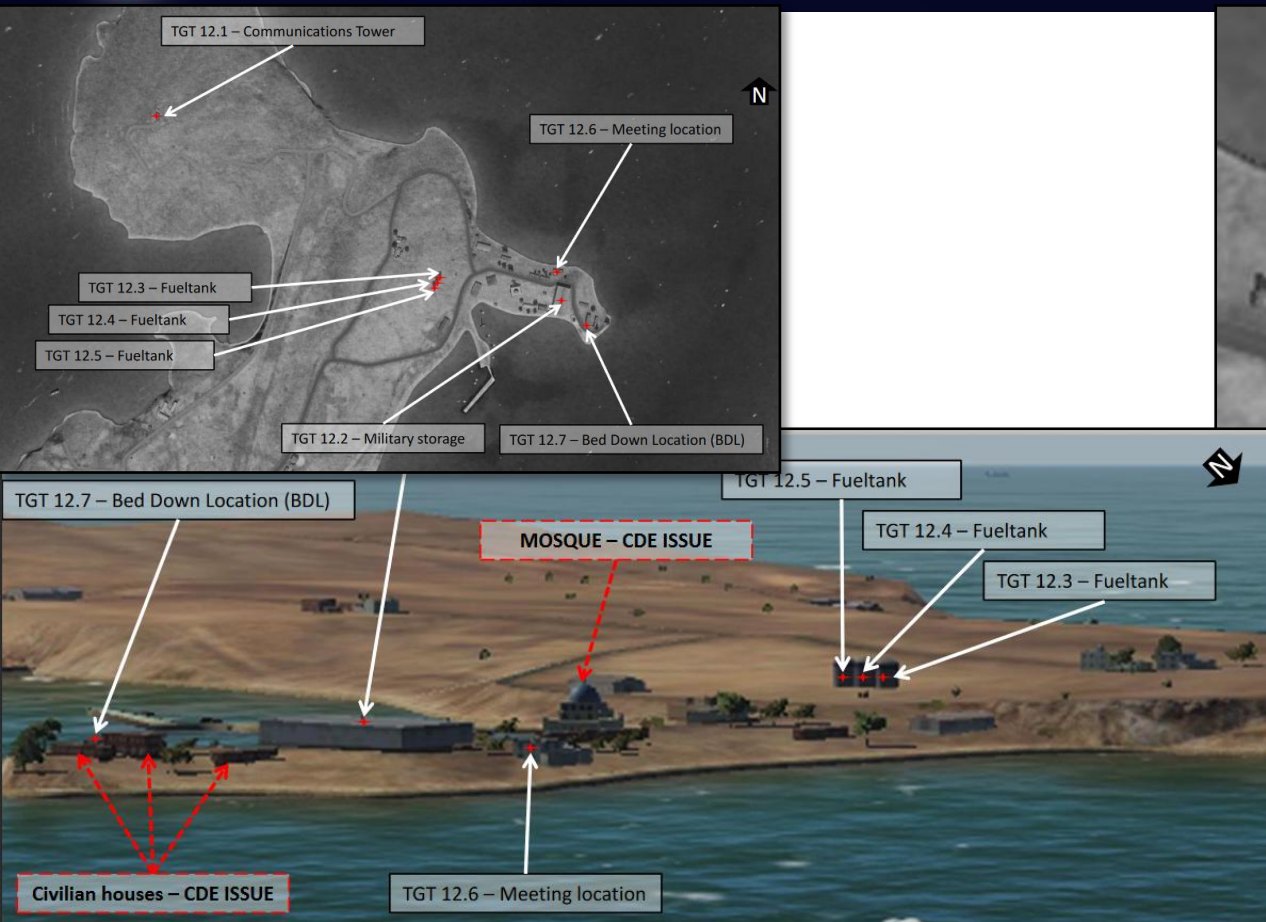 TGT 12.1 – Communications Tower
N
TGT 12.6 – Meeting location
TGT 12.3 – Fueltank
TGT 12.4 – Fueltank
TGT 12.5 – Fueltank
TGT 12.2 – Military storage
TGT 12.7 – Bed Down Location (BDL)
N
TGT 12.7 – Bed Down Location (BDL)
TGT 12.5 – Fueltank
MOSQUE – CDE ISSUE
TGT 12.4 – Fueltank
TGT 12.3 – Fueltank
Civilian houses – CDE ISSUE
TGT 12.6 – Meeting location